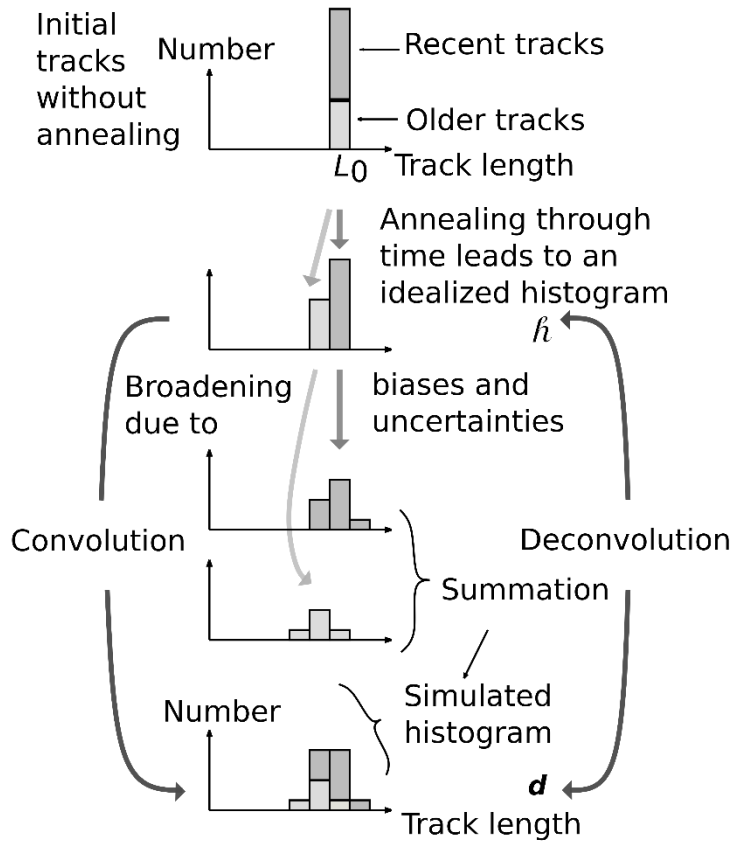 Initial
tracks
without
annealing
Number
Recent tracks
Older tracks
L0
Track length
Annealing through
time leads to an
idealized histogram
ℏ
Broadening
due to
biases and
uncertainties
Convolution
Deconvolution
Summation
Simulated
histogram
Number
d
Track length